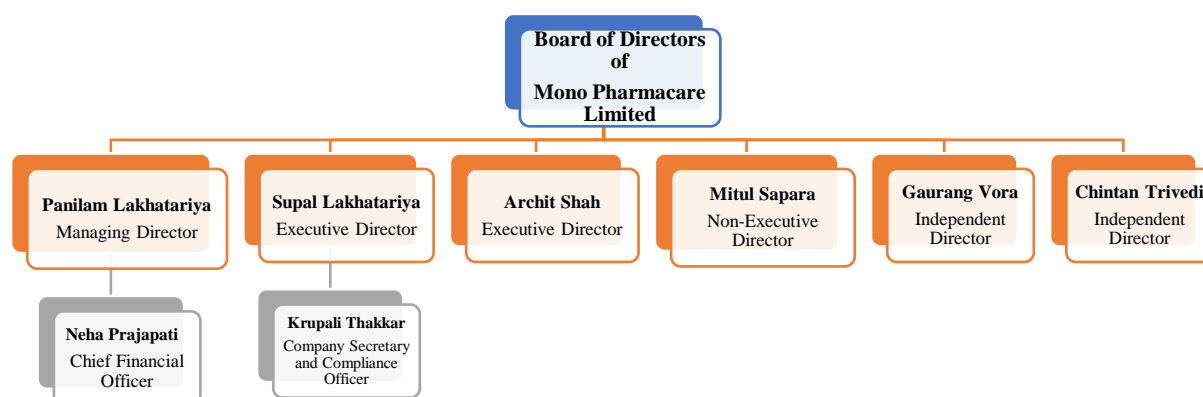 Board of Directors
of
Mono Pharmacare
Limited
Panilam Lakhatariya
Managing Director
Supal Lakhatariya
Executive Director
Archit Shah
Executive Director
Mitul Sapara
Non-Executive
Director
Gaurang Vora
Independent
Director
Chintan Trivedi
Independent
Director
Neha Prajapati
Chief Financial
Officer
Krupali Thakkar
Company Secretary
and Compliance
Officer